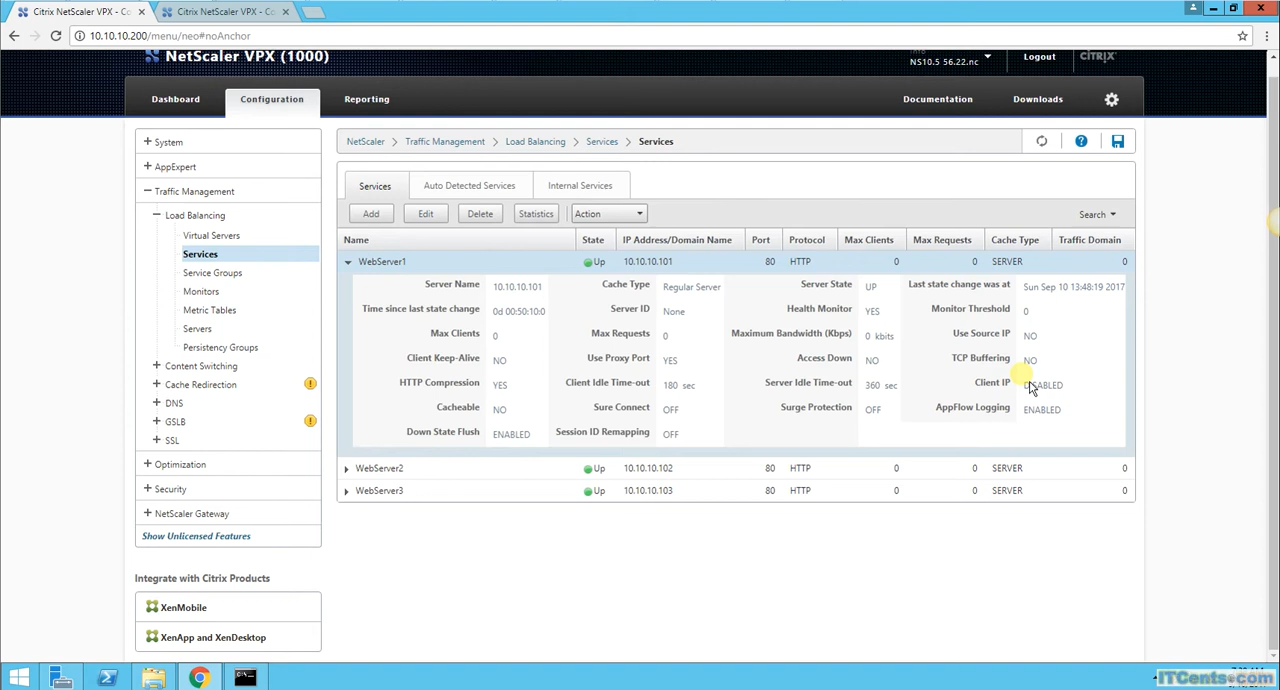 Citrix NetScaler VPX - Co
Citrix NetScaler VPX - Co
10.10.10.200/menu/neo#noAnchor
NetScaler VPX (1000)
NS10.5 56.22.nc
Logout
CITRIX
Dashboard
Configuration
Reporting
Documentation
Downloads
System
AppExpert
Traffic Management
Load Balancing
Virtual Servers
Services
Service Groups
Monitors
Metric Tables
Servers
Persistency Groups
Content Switching
Cache Redirection
DNS
GSLB
SSL
Optimization
Security
NetScaler Gateway
Show Unlicensed Features
Integrate with Citrix Products
XenMobile
XenApp and XenDesktop
NetScaler > Traffic Management > Load Balancing > Services > Services
Services Auto Detected Services Internal Services
Add Edit Delete Statistics Action Search
Name State IP Address/Domain Name Port Protocol Max Clients Max Requests Cache Type Traffic Domain
WebServer1 Up 10.10.10.101 80 HTTP 0 0 SERVER 0
Server Name 10.10.10.101 Cache Type Regular Server Server State UP Last state change was at Sun Sep 10 13:48:19 2017
Time since last state change 0d 00:50:10:0 Server ID None Health Monitor YES Monitor Threshold 0
Max Clients 0 Max Requests 0 Maximum Bandwidth (Kbps) 0 kbits Use Source IP NO
Client Keep-Alive NO Use Proxy Port YES Access Down NO TCP Buffering NO
HTTP Compression YES Client Idle Time-out 180 sec Server Idle Time-out 360 sec Client IP DISABLED
Cacheable NO Sure Connect OFF Surge Protection OFF AppFlow Logging ENABLED
Down State Flush ENABLED Session ID Remapping OFF
WebServer2 Up 10.10.10.102 80 HTTP 0 0 SERVER 0
WebServer3 Up 10.10.10.103 80 HTTP 0 0 SERVER 0
ITCents.com